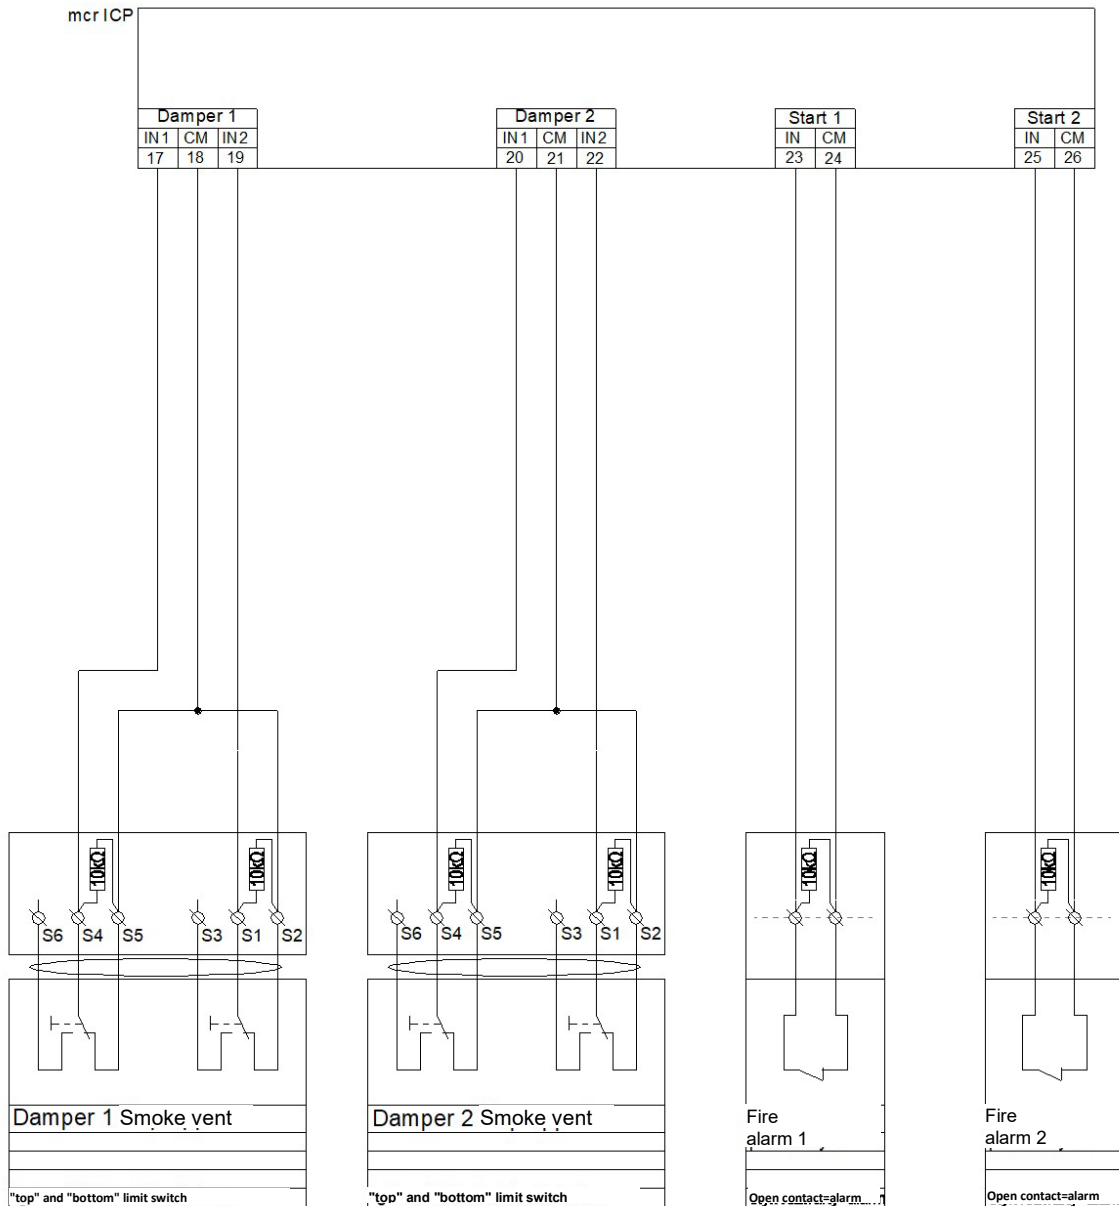 mcr ICP
Damper 1
IN1 CM IN2
17 18 19
Damper 2
IN1 CM IN2
20 21 22
Start 1
IN CM
23 24
Start 2
IN CM
25 26
10kΩ 10kΩ
S6 S4 S5 S3 S1 S2
10kΩ 10kΩ
S6 S4 S5 S3 S1 S2
10kΩ
10kΩ
Damper 1 Smoke vent
"top" and "bottom" limit switch
Damper 2 Smoke vent
"top" and "bottom" limit switch
Fire
alarm 1
Open contact=alarm
Fire
alarm 2
Open contact=alarm